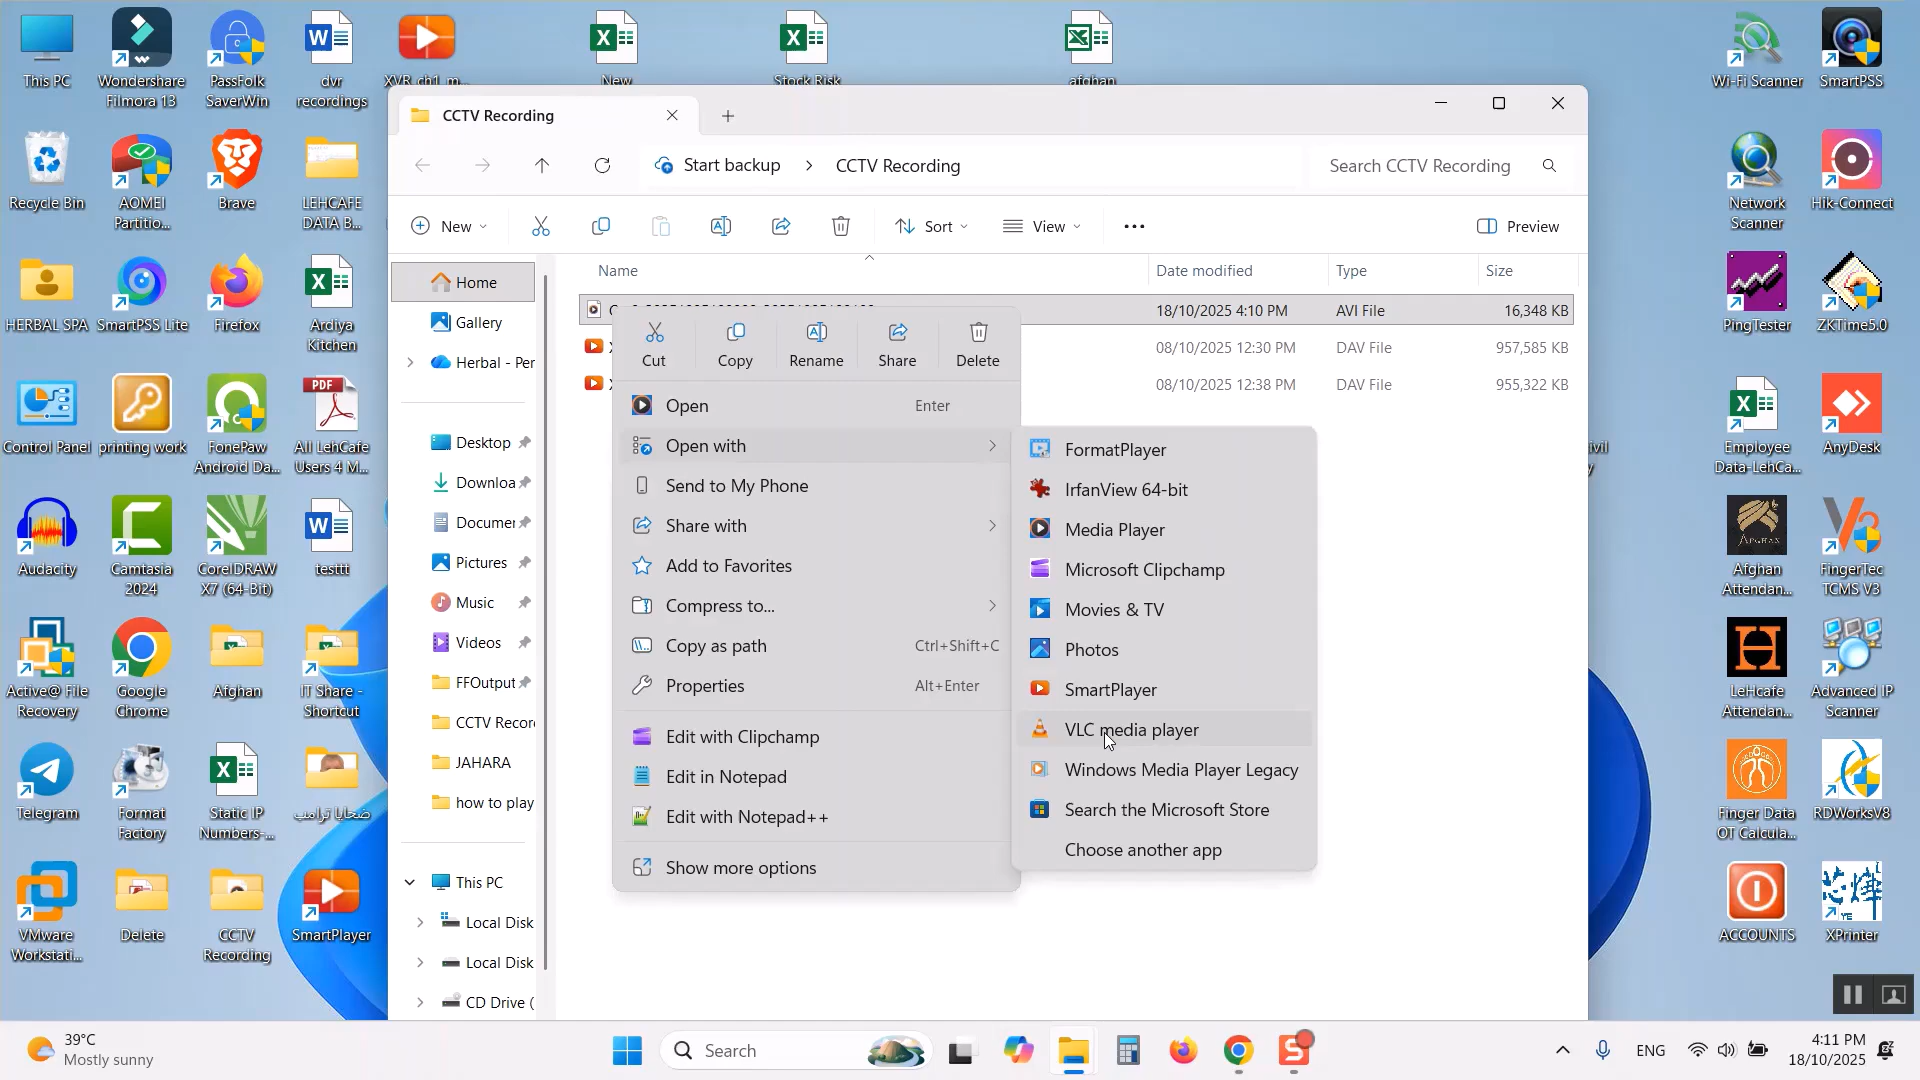 This PC
Wondershare
Filmora 13
PassFolk
SaverWin
dvr
recordings
XVR_ch1_m...
New
Stock Risk
afghan
Wi-Fi Scanner
SmartPSS
Recycle Bin
AOMEI
Partitio...
Brave
LEHCAFE
DATA B...
Network
Scanner
Hik-Connect
HERBAL SPA
SmartPSS Lite
Firefox
Ardiya
Kitchen
PingTester
ZKTime5.0
Control Panel
printing work
FonePaw
Android Da...
PDF
All LehCafe
Users 4 M...
Employee
Data-LehCa...
AnyDesk
Audacity
Camtasia
2024
CorelDRAW
X7 (64-Bit)
testtt
AFGHAN
Afghan
Attendan...
FingerTec
TCMS V3
Active@ File
Recovery
Google
Chrome
Afghan
IT Share -
Shortcut
LeHcafe
Attendan...
Advanced IP
Scanner
Telegram
Format
Factory
Static IP
Numbers-...
ضحايا ترامب
Finger Data
OT Calcula...
RDWorksV8
VMware
Workstati...
Delete
CCTV
Recording
SmartPlayer
ACCOUNTS
XPrinter
CCTV Recording
Start backup > CCTV Recording
Search CCTV Recording
New
Sort
View
Preview
Home
Gallery
Herbal - Per
Desktop
Downloa
Documen
Pictures
Music
Videos
FFOutput
CCTV Recor
JAHARA
how to play
This PC
Local Disk
Local Disk
CD Drive (
Name Date modified Type Size
18/10/2025 4:10 PM AVI File 16,348 KB
08/10/2025 12:30 PM DAV File 957,585 KB
08/10/2025 12:38 PM DAV File 955,322 KB
Cut Copy Rename Share Delete
Open Enter
Open with
Send to My Phone
Share with
Add to Favorites
Compress to...
Copy as path Ctrl+Shift+C
Properties Alt+Enter
Edit with Clipchamp
Edit in Notepad
Edit with Notepad++
Show more options
FormatPlayer
IrfanView 64-bit
Media Player
Microsoft Clipchamp
Movies & TV
Photos
SmartPlayer
VLC media player
Windows Media Player Legacy
Search the Microsoft Store
Choose another app
39°C
Mostly sunny
Search
ENG
4:11 PM
18/10/2025